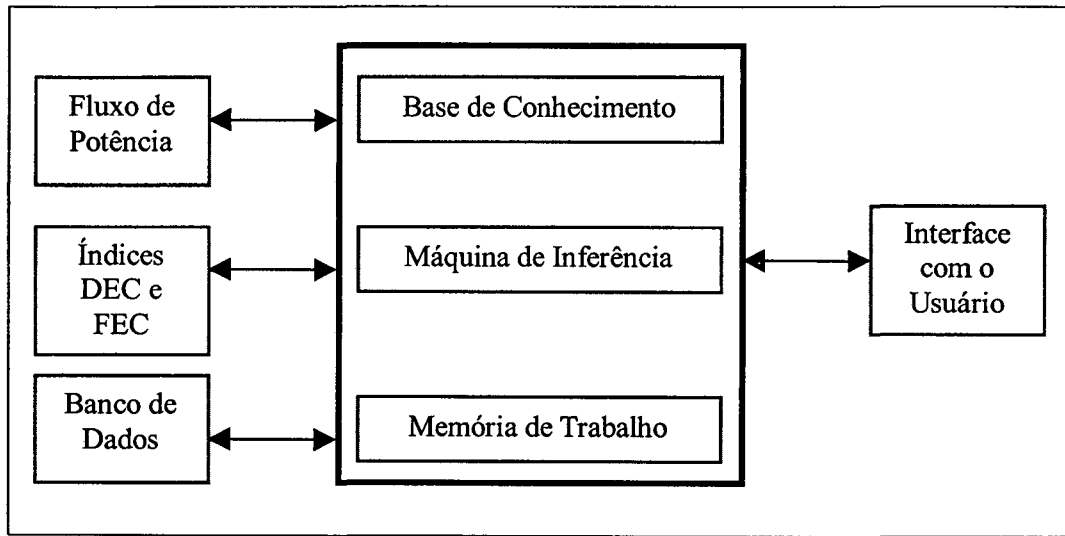 Fluxo de
Potência
Índices
DEC e
FEC
Banco de
Dados
Base de Conhecimento
Máquina de Inferência
Memória de Trabalho
Interface
com o
Usuário